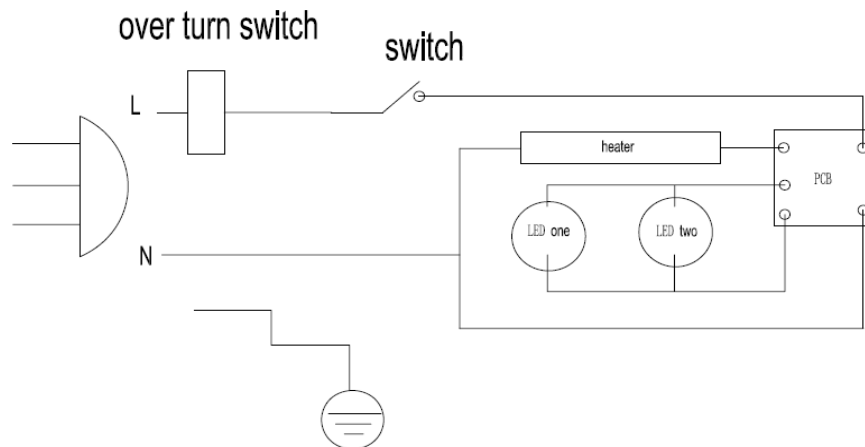 over turn switch
switch
L
heater
PCB
LED one
LED two
N